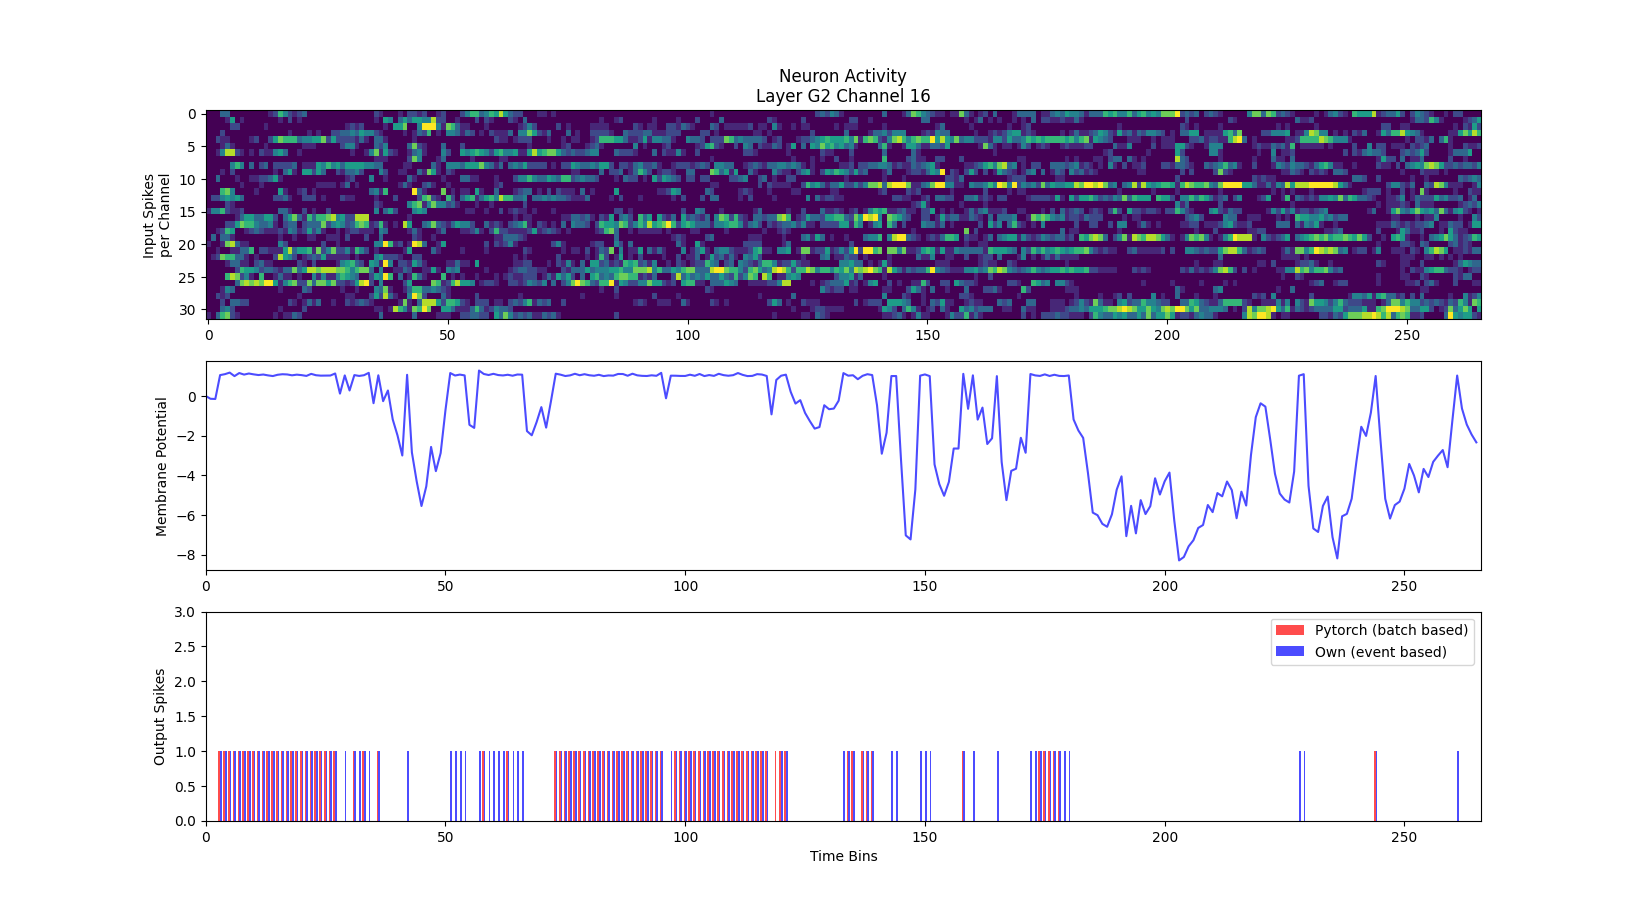 Neuron Activity
Layer G2 Channel 16
Input Spikes
per Channel
0
5
10
15
20
25
30
0 50 100 150 200 250
Membrane Potential
0
−2
−4
−6
−8
0 50 100 150 200 250
Output Spikes
3.0
2.5
2.0
1.5
1.0
0.5
0.0
Pytorch (batch based)
Own (event based)
0 50 100 150 200 250
Time Bins